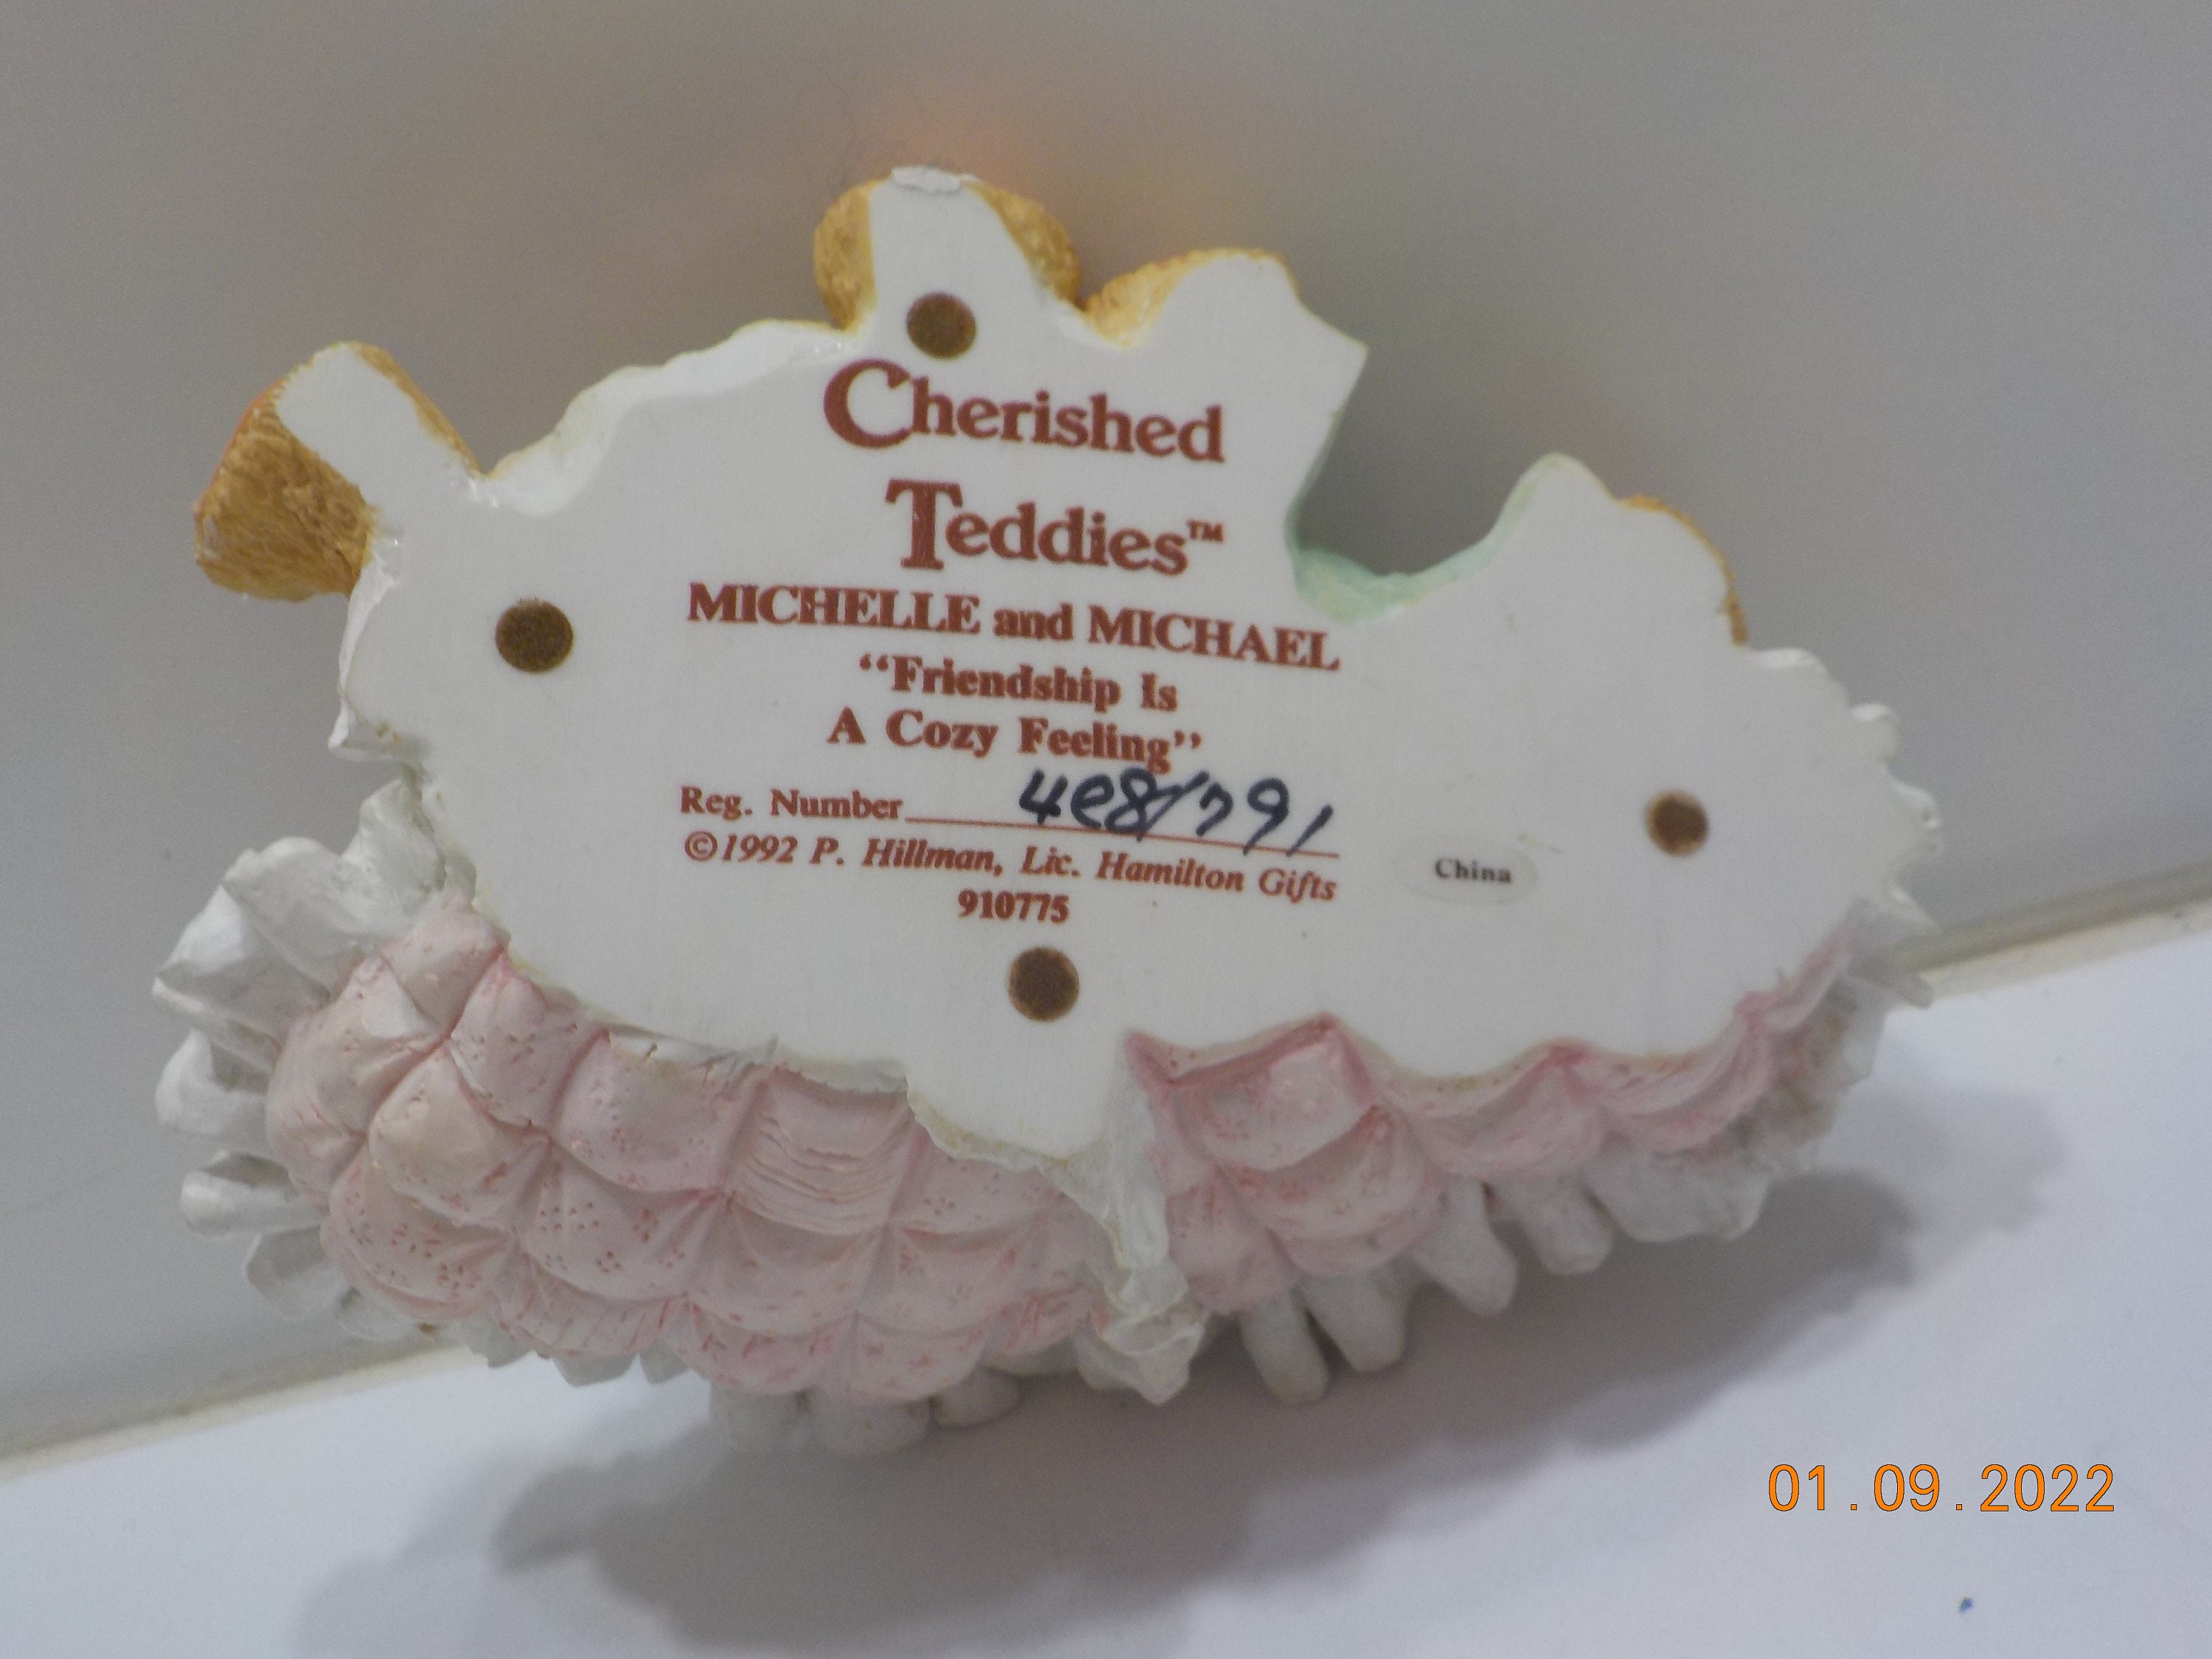 Cherished
Teddies™
MICHELLE and MICHAEL
“Friendship Is
A Cozy Feeling”
Reg. Number 4e8/791
©1992 P. Hillman, Lic. Hamilton Gifts
910775
China
01.09.2022